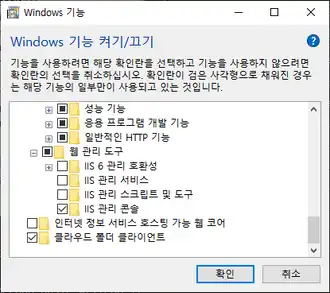 Windows 기능
Windows 기능 켜기/끄기
기능을 사용하려면 해당 확인란을 선택하고 기능을 사용하지 않으려면
확인란의 선택을 취소하십시오. 확인란이 검은 사각형으로 채워진 경우
는 해당 기능의 일부만이 사용되고 있는 것입니다.
성능 기능
응용 프로그램 개발 기능
일반적인 HTTP 기능
웹 관리 도구
IIS 6 관리 호환성
IIS 관리 서비스
IIS 관리 스크립트 및 도구
IIS 관리 콘솔
인터넷 정보 서비스 호스팅 가능 웹 코어
클라우드 폴더 클라이언트
확인
취소